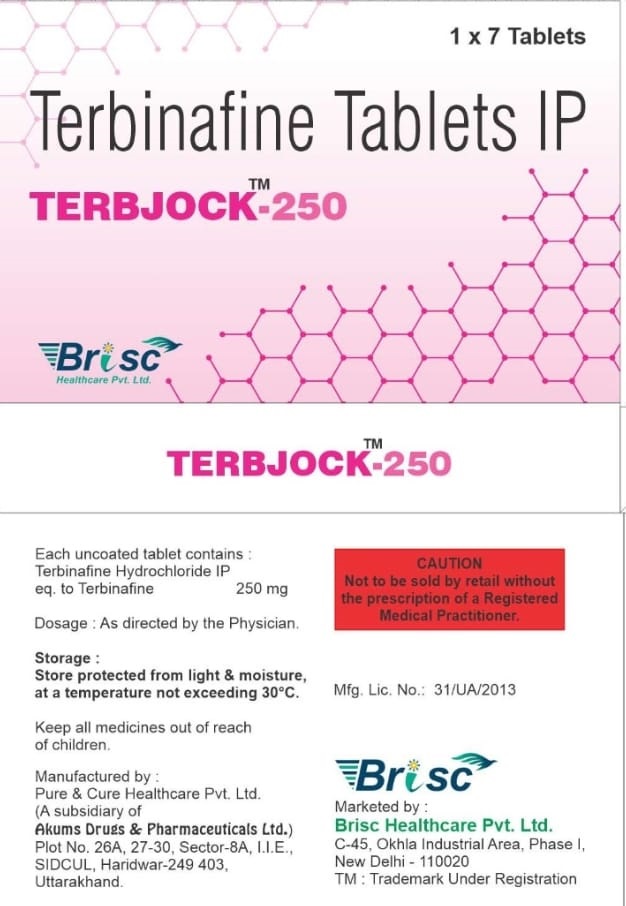 1 x 7 Tablets
Terbinafine Tablets IP
TERBJOCK™-250
Brisc
Healthcare Pvt. Ltd.
TERBJOCK™-250
Each uncoated tablet contains :
Terbinafine Hydrochloride IP
eq. to Terbinafine 250 mg
Dosage : As directed by the Physician.
Storage :
Store protected from light & moisture,
at a temperature not exceeding 30°C.
Keep all medicines out of reach
of children.
Manufactured by :
Pure & Cure Healthcare Pvt. Ltd.
(A subsidiary of
Akums Drugs & Pharmaceuticals Ltd.)
Plot No. 26A, 27-30, Sector-8A, I.I.E.,
SIDCUL, Haridwar-249 403,
Uttarakhand.
CAUTION
Not to be sold by retail without
the prescription of a Registered
Medical Practitioner.
Mfg. Lic. No.: 31/UA/2013
Brisc
Marketed by :
Brisc Healthcare Pvt. Ltd.
C-45, Okhla Industrial Area, Phase I,
New Delhi - 110020
TM : Trademark Under Registration